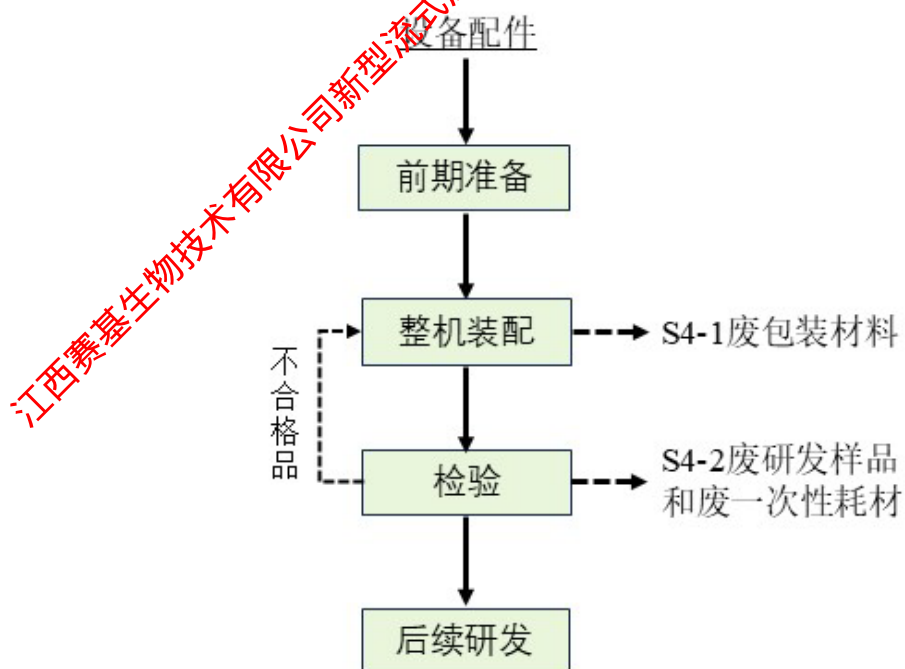 设备配件
江西赛基生物技术有限公司新型流式
前期准备
整机装配
S4-1废包装材料
不合格品
检验
S4-2废研发样品
和废一次性耗材
后续研发